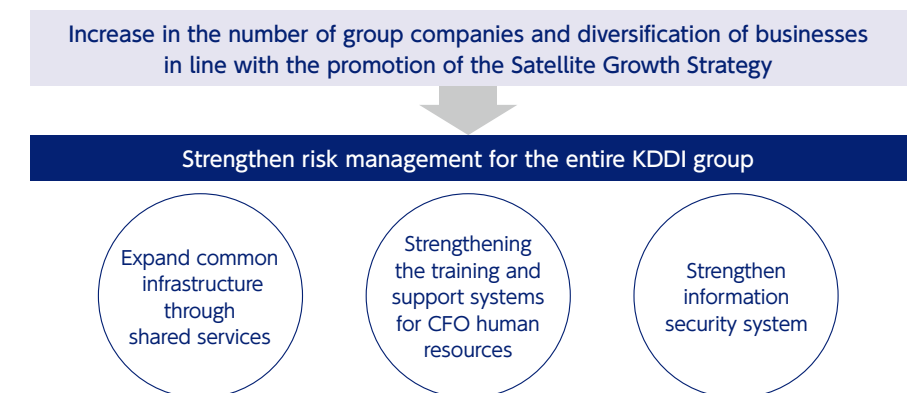 Increase in the number of group companies and diversification of businesses
in line with the promotion of the Satellite Growth Strategy
Strengthen risk management for the entire KDDI group
Expand common
infrastructure
through
shared services
Strengthening
the training and
support systems
for CFO human
resources
Strengthen
information
security system